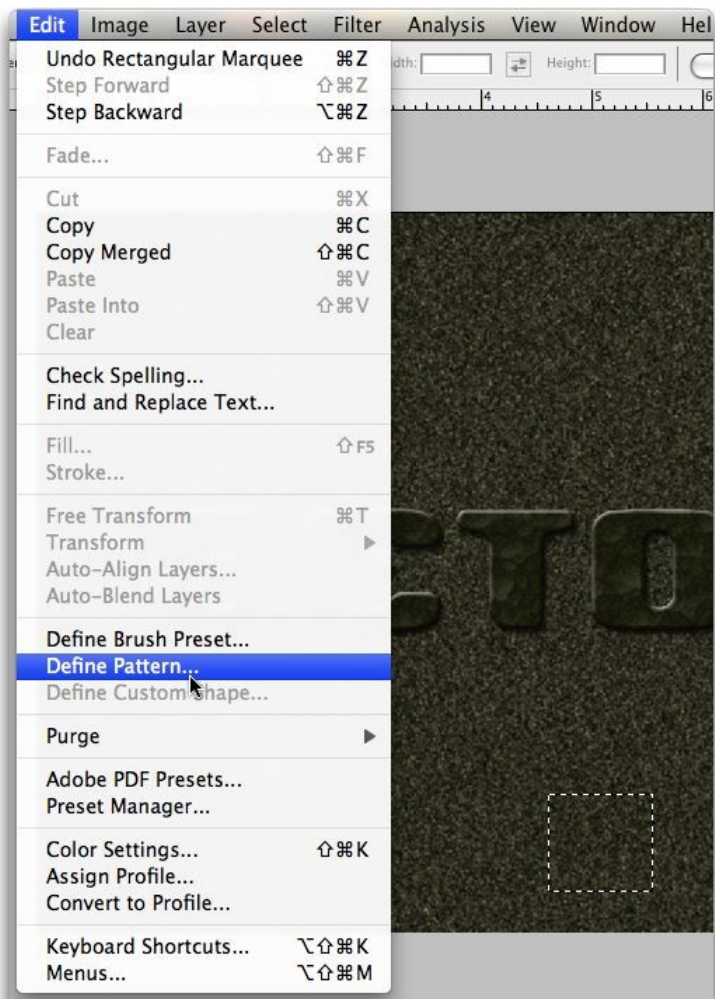 Edit Image Layer Select Filter Analysis View Window Hel
Undo Rectangular Marquee ⌘Z
dth: Height:
Step Forward ⇧⌘Z
Step Backward ⌥⌘Z
4 5 6
Fade... ⇧⌘F
Cut ⌘X
Copy ⌘C
Copy Merged ⇧⌘C
Paste ⌘V
Paste Into ⇧⌘V
Clear
Check Spelling...
Find and Replace Text...
Fill... ⇧F5
Stroke...
Free Transform ⌘T
Transform
Auto-Align Layers...
Auto-Blend Layers
CTO
Define Brush Preset...
Define Pattern...
Define Custom Shape...
Purge
Adobe PDF Presets...
Preset Manager...
Color Settings... ⇧⌘K
Assign Profile...
Convert to Profile...
Keyboard Shortcuts... ⌥⇧⌘K
Menus... ⌥⇧⌘M